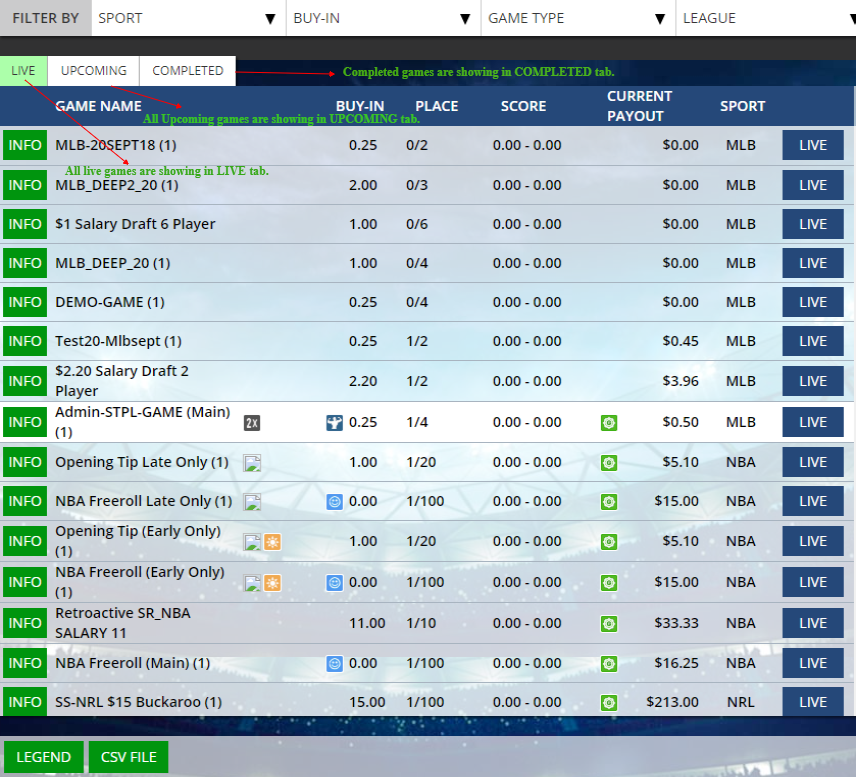 FILTER BY SPORT ▼ BUY-IN ▼ GAME TYPE ▼ LEAGUE
LIVE UPCOMING COMPLETED Completed games are showing in COMPLETED tab.
GAME NAME BUY-IN PLACE SCORE CURRENT PAYOUT SPORT
All Upcoming games are showing in UPCOMING tab.
INFO MLB-20SEPT18 (1) 0.25 0/2 0.00 - 0.00 $0.00 MLB LIVE
All live games are showing in LIVE tab.
INFO MLB_DEEP2_20 (1) 2.00 0/3 0.00 - 0.00 $0.00 MLB LIVE
INFO $1 Salary Draft 6 Player 1.00 0/6 0.00 - 0.00 $0.00 MLB LIVE
INFO MLB_DEEP_20 (1) 1.00 0/4 0.00 - 0.00 $0.00 MLB LIVE
INFO DEMO-GAME (1) 0.25 0/4 0.00 - 0.00 $0.00 MLB LIVE
INFO Test20-Mlbsept (1) 0.25 1/2 0.00 - 0.00 $0.45 MLB LIVE
INFO $2.20 Salary Draft 2
Player 2.20 1/2 0.00 - 0.00 $3.96 MLB LIVE
INFO Admin-STPL-GAME (Main)
(1) 2X 0.25 1/4 0.00 - 0.00 $0.50 MLB LIVE
INFO Opening Tip Late Only (1) 1.00 1/20 0.00 - 0.00 $5.10 NBA LIVE
INFO NBA Freeroll Late Only (1) 0.00 1/100 0.00 - 0.00 $15.00 NBA LIVE
INFO Opening Tip (Early Only)
(1) 1.00 1/20 0.00 - 0.00 $5.10 NBA LIVE
INFO NBA Freeroll (Early Only)
(1) 0.00 1/100 0.00 - 0.00 $15.00 NBA LIVE
INFO Retroactive SR_NBA
SALARY 11 11.00 1/10 0.00 - 0.00 $33.33 NBA LIVE
INFO NBA Freeroll (Main) (1) 0.00 1/100 0.00 - 0.00 $16.25 NBA LIVE
INFO SS-NRL $15 Buckaroo (1) 15.00 1/100 0.00 - 0.00 $213.00 NRL LIVE
LEGEND CSV FILE